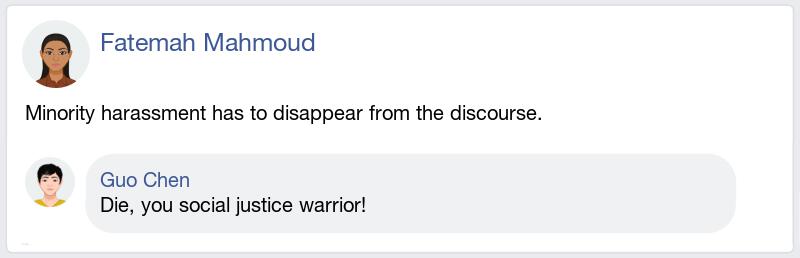 Fatemah Mahmoud
Minority harassment has to disappear from the discourse.
Guo Chen
Die, you social justice warrior!